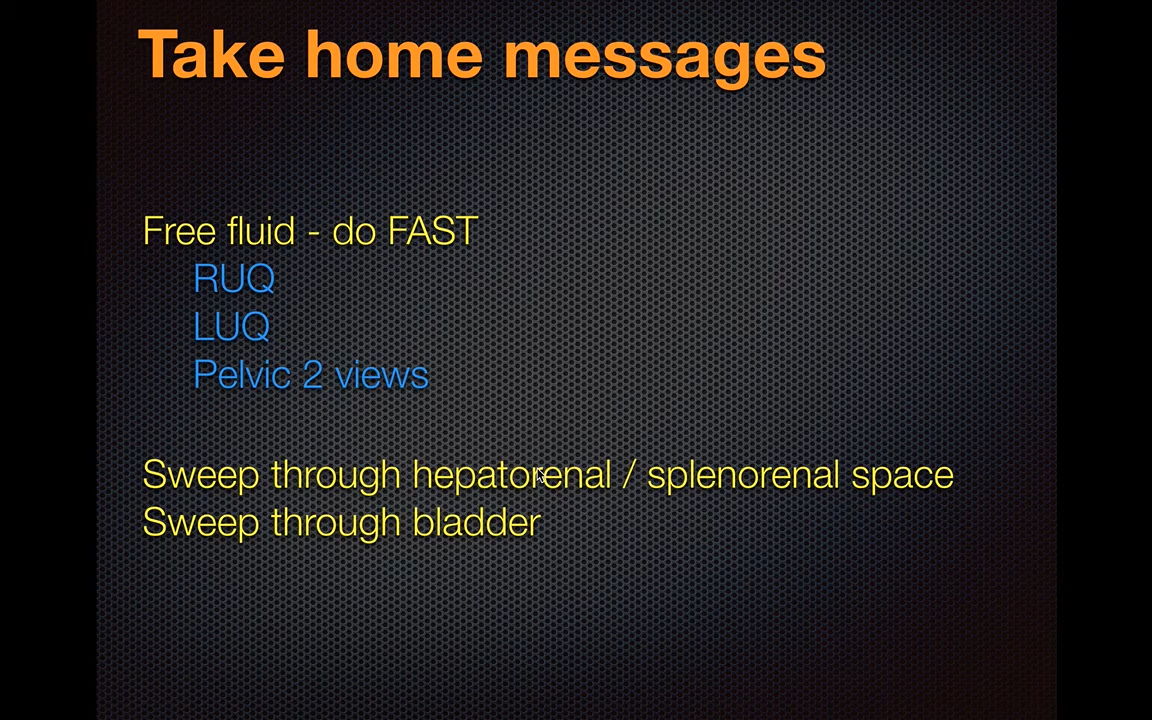 Take home messages
Free fluid - do FAST
RUQ
LUQ
Pelvic 2 views
Sweep through hepatorenal / splenorenal space
Sweep through bladder